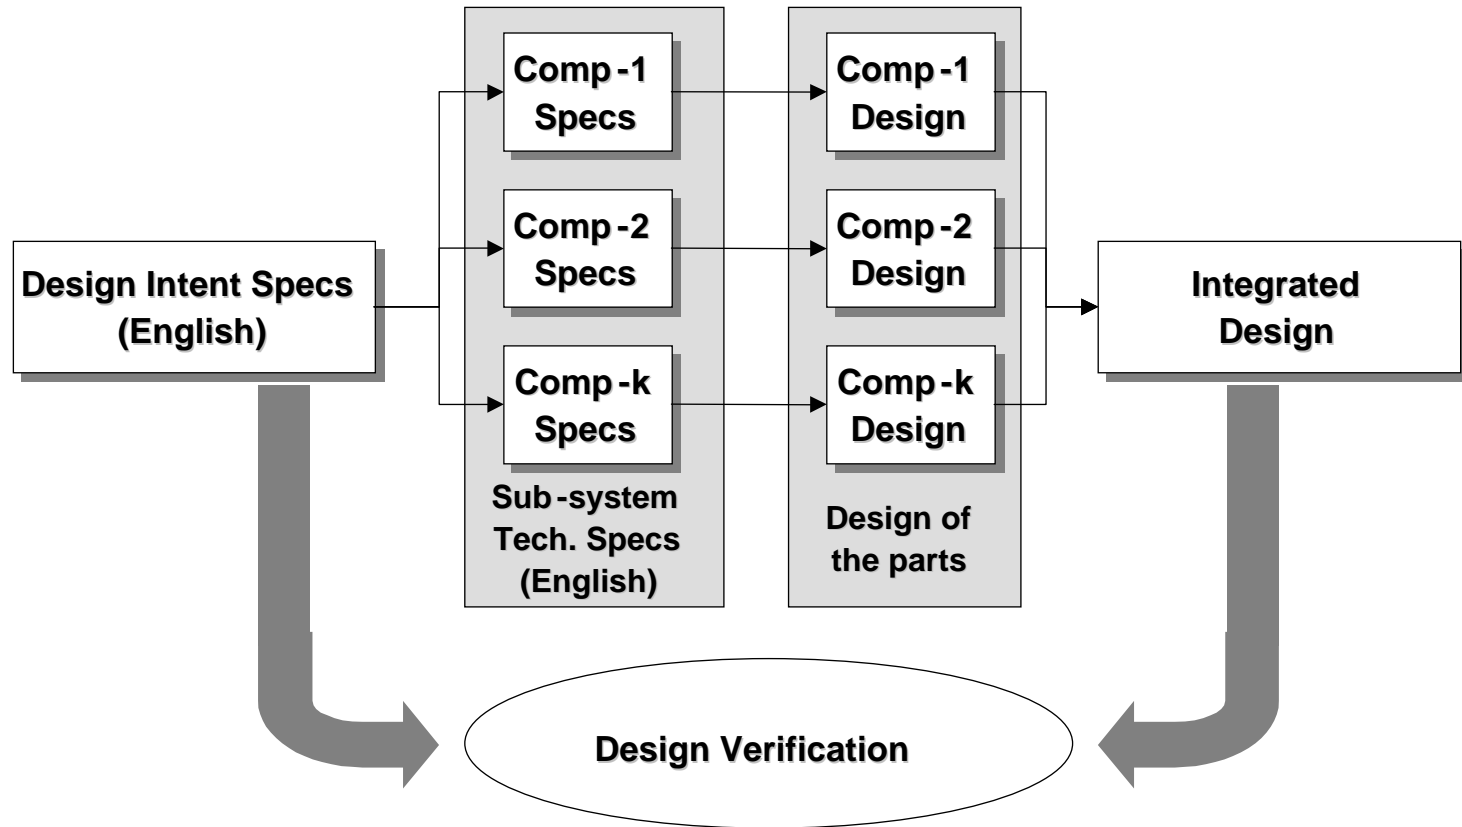 Design Intent Specs
(English)
Comp-1
Specs
Comp-2
Specs
Comp-k
Specs
Sub-system
Tech. Specs
(English)
Comp-1
Design
Comp-2
Design
Comp-k
Design
Design of
the parts
Integrated
Design
Design Verification